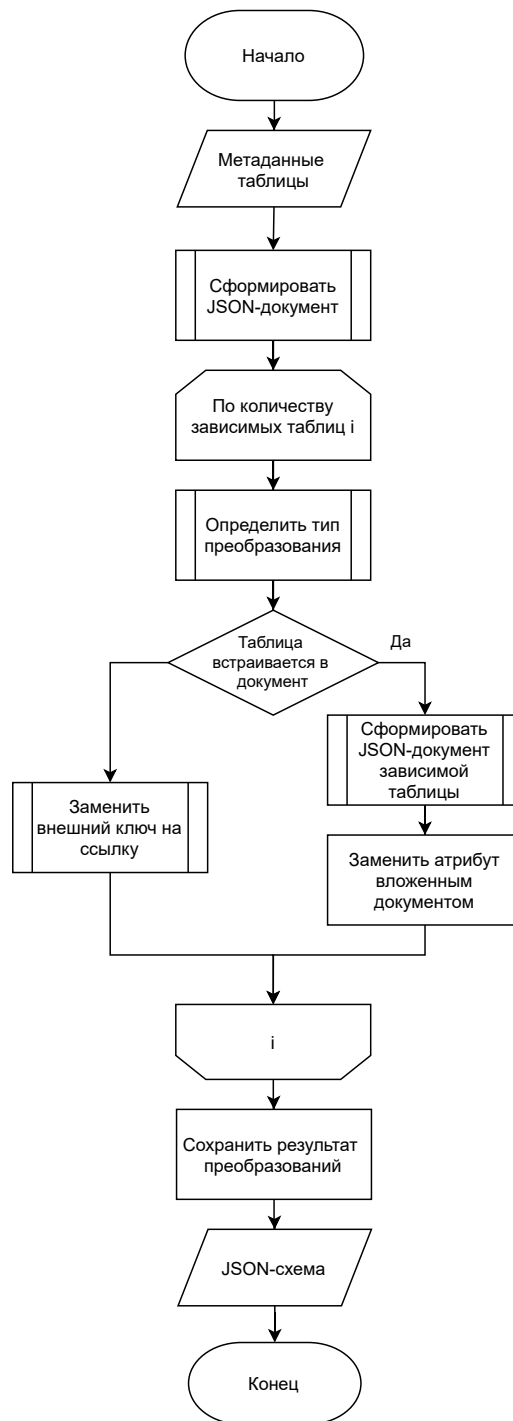 Начало
Метаданные
таблицы
Сформировать
JSON-документ
По количеству
зависимых таблиц i
Определить тип
преобразования
Таблица
встраивается в
документ
Да
Сформировать
JSON-документ
зависимой
таблицы
Заменить
внешний ключ на
ссылку
Заменить атрибут
вложенным
документом
i
Сохранить результат
преобразований
JSON-схема
Конец